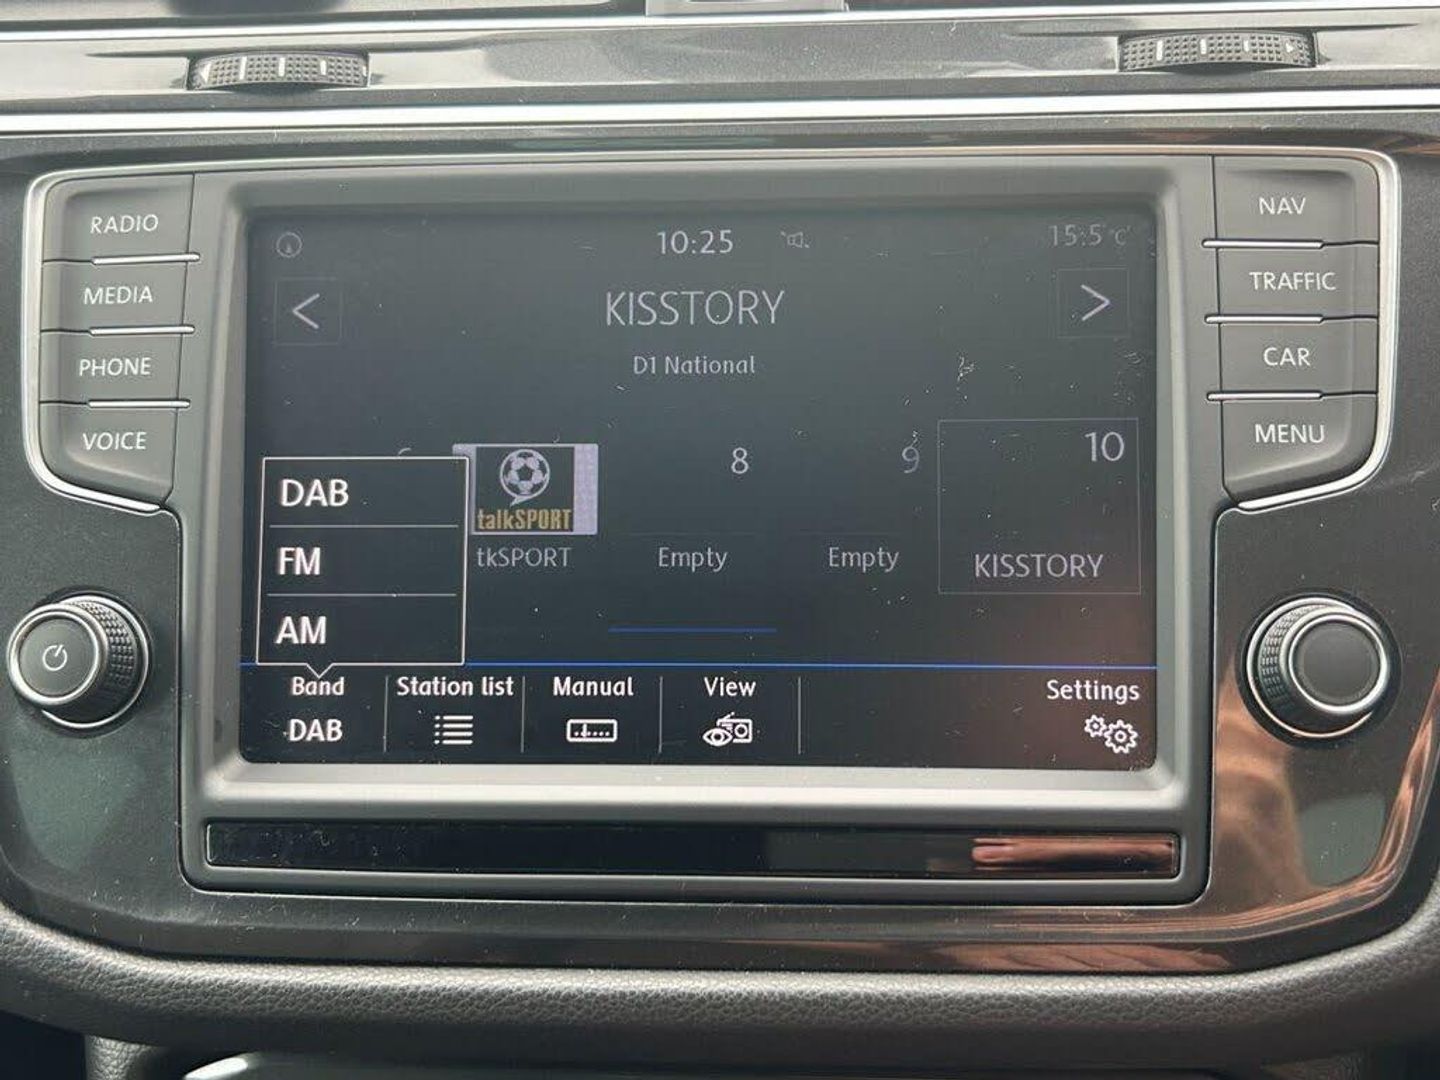 RADIO
MEDIA
PHONE
VOICE
10:25
15:5°C
KISSTORY
D1 National
8
9
10
talkSPORT
tkSPORT
Empty
Empty
KISSTORY
DAB
FM
AM
Band
DAB
Station list
Manual
View
Settings
NAV
TRAFFIC
CAR
MENU